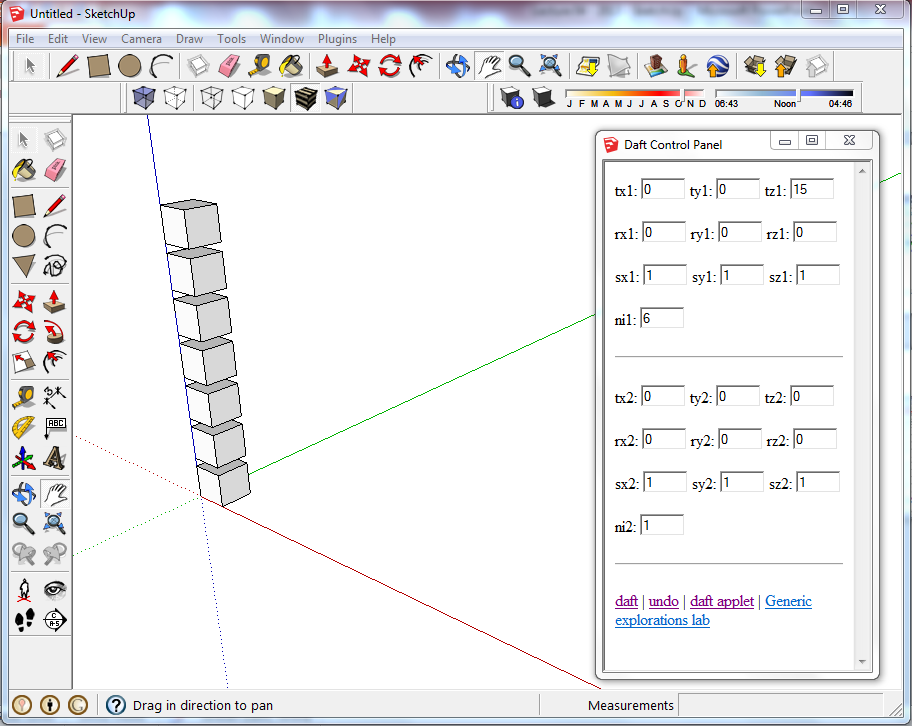 Untitled - SketchUp
File Edit View Camera Draw Tools Window Plugins Help
J F M A M J J A S O N D 06:43 Noon 04:46
Daft Control Panel
tx1: 0 ty1: 0 tz1: 15
rx1: 0 ry1: 0 rz1: 0
sx1: 1 sy1: 1 sz1: 1
ni1: 6
tx2: 0 ty2: 0 tz2: 0
rx2: 0 ry2: 0 rz2: 0
sx2: 1 sy2: 1 sz2: 1
ni2: 1
daft | undo | daft applet | Generic
explorations lab
ABC
Drag in direction to pan
Measurements